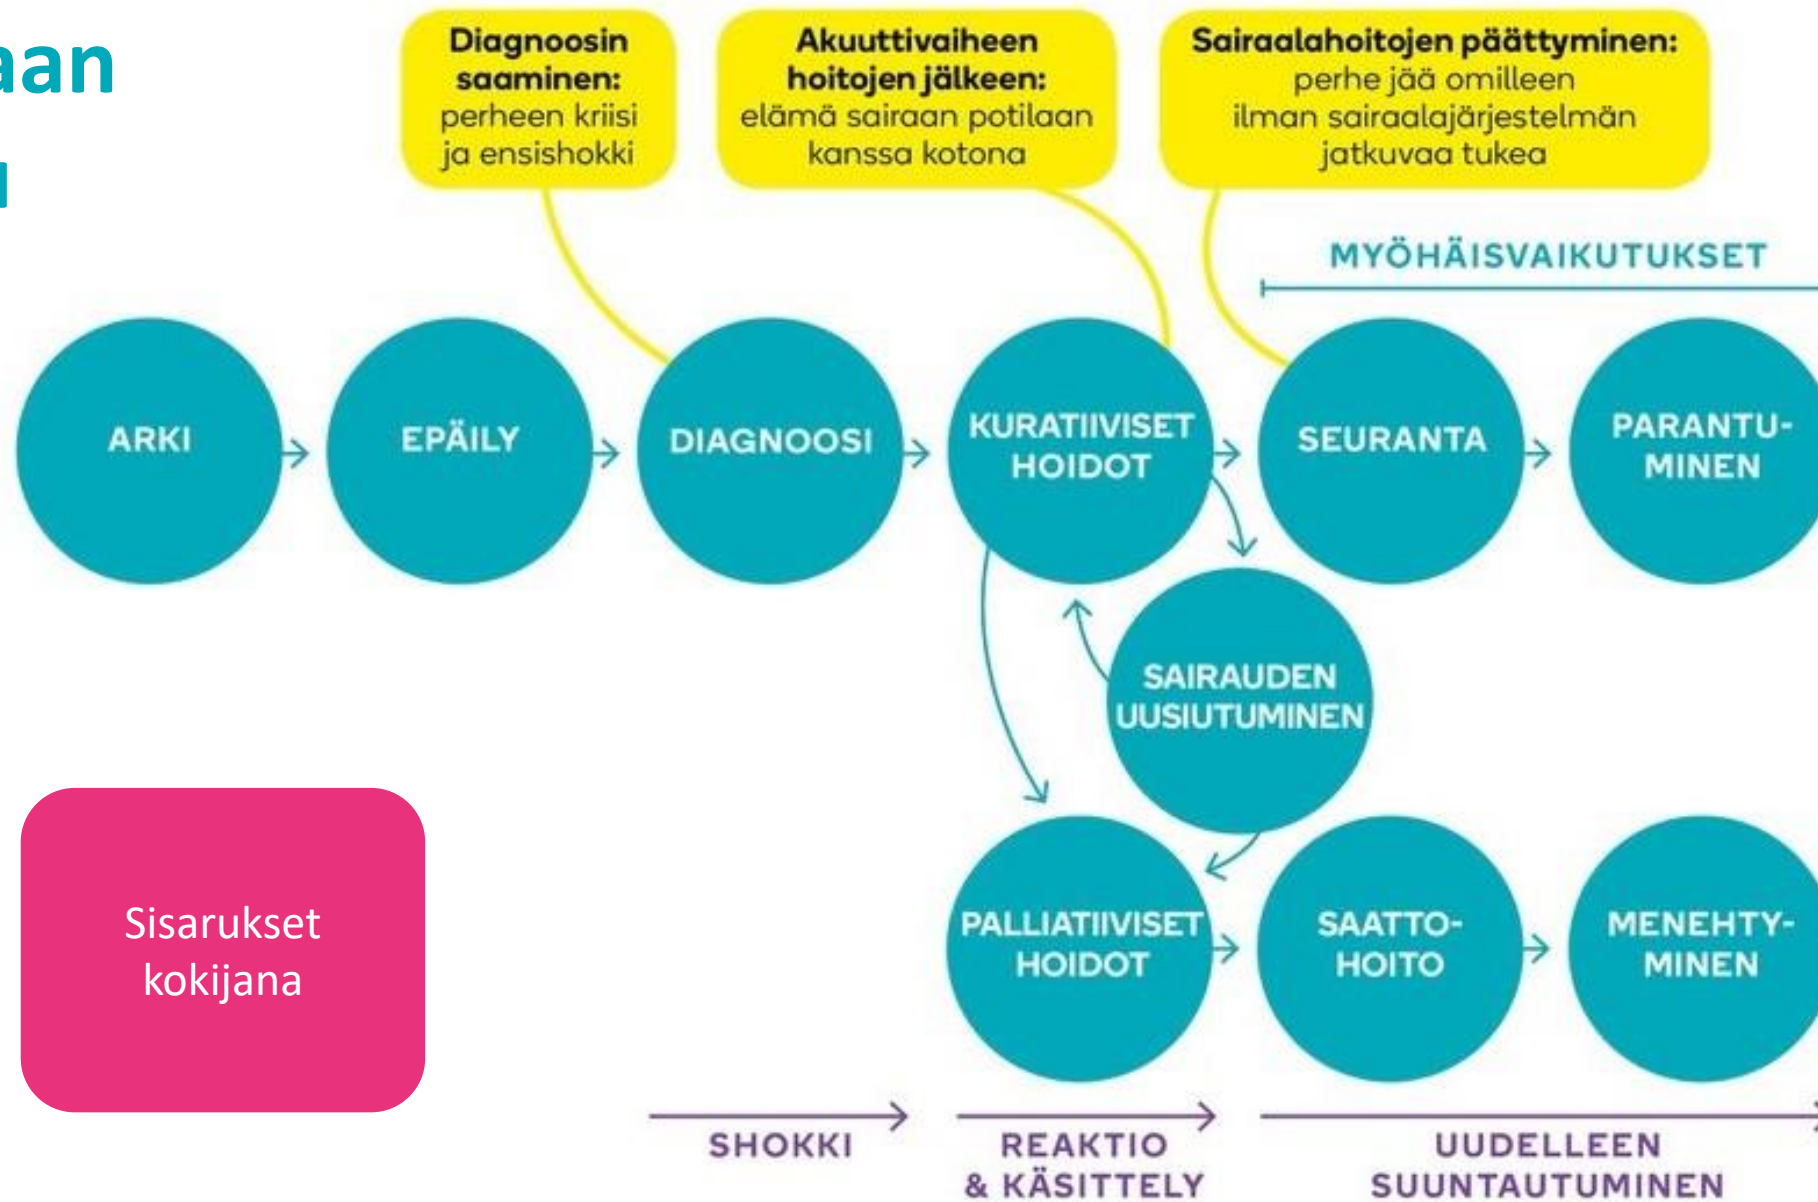 aan
Diagnoosin
saaminen:
perheen kriisi
ja ensishokki
Akuuttivaiheen
hoitojen jälkeen:
elämä sairaan potilaan
kanssa kotona
Sairaalahoitojen päättyminen:
perhe jää omilleen
ilman sairaalajärjestelmän
jatkuvaa tukea
MYÖHÄISVAIKUTUKSET
ARKI
EPÄILY
DIAGNOOSI
KURATIIVISET
HOIDOT
SEURANTA
PARANTU-
MINEN
SAIRAUDEN
UUSIUTUMINEN
Sisarukset
kokijana
PALLIATIIVISET
HOIDOT
SAATTO-
HOITO
MENEHTY-
MINEN
SHOKKI
REAKTIO
& KÄSITTELY
UUDELLEEN
SUUNTAUTUMINEN